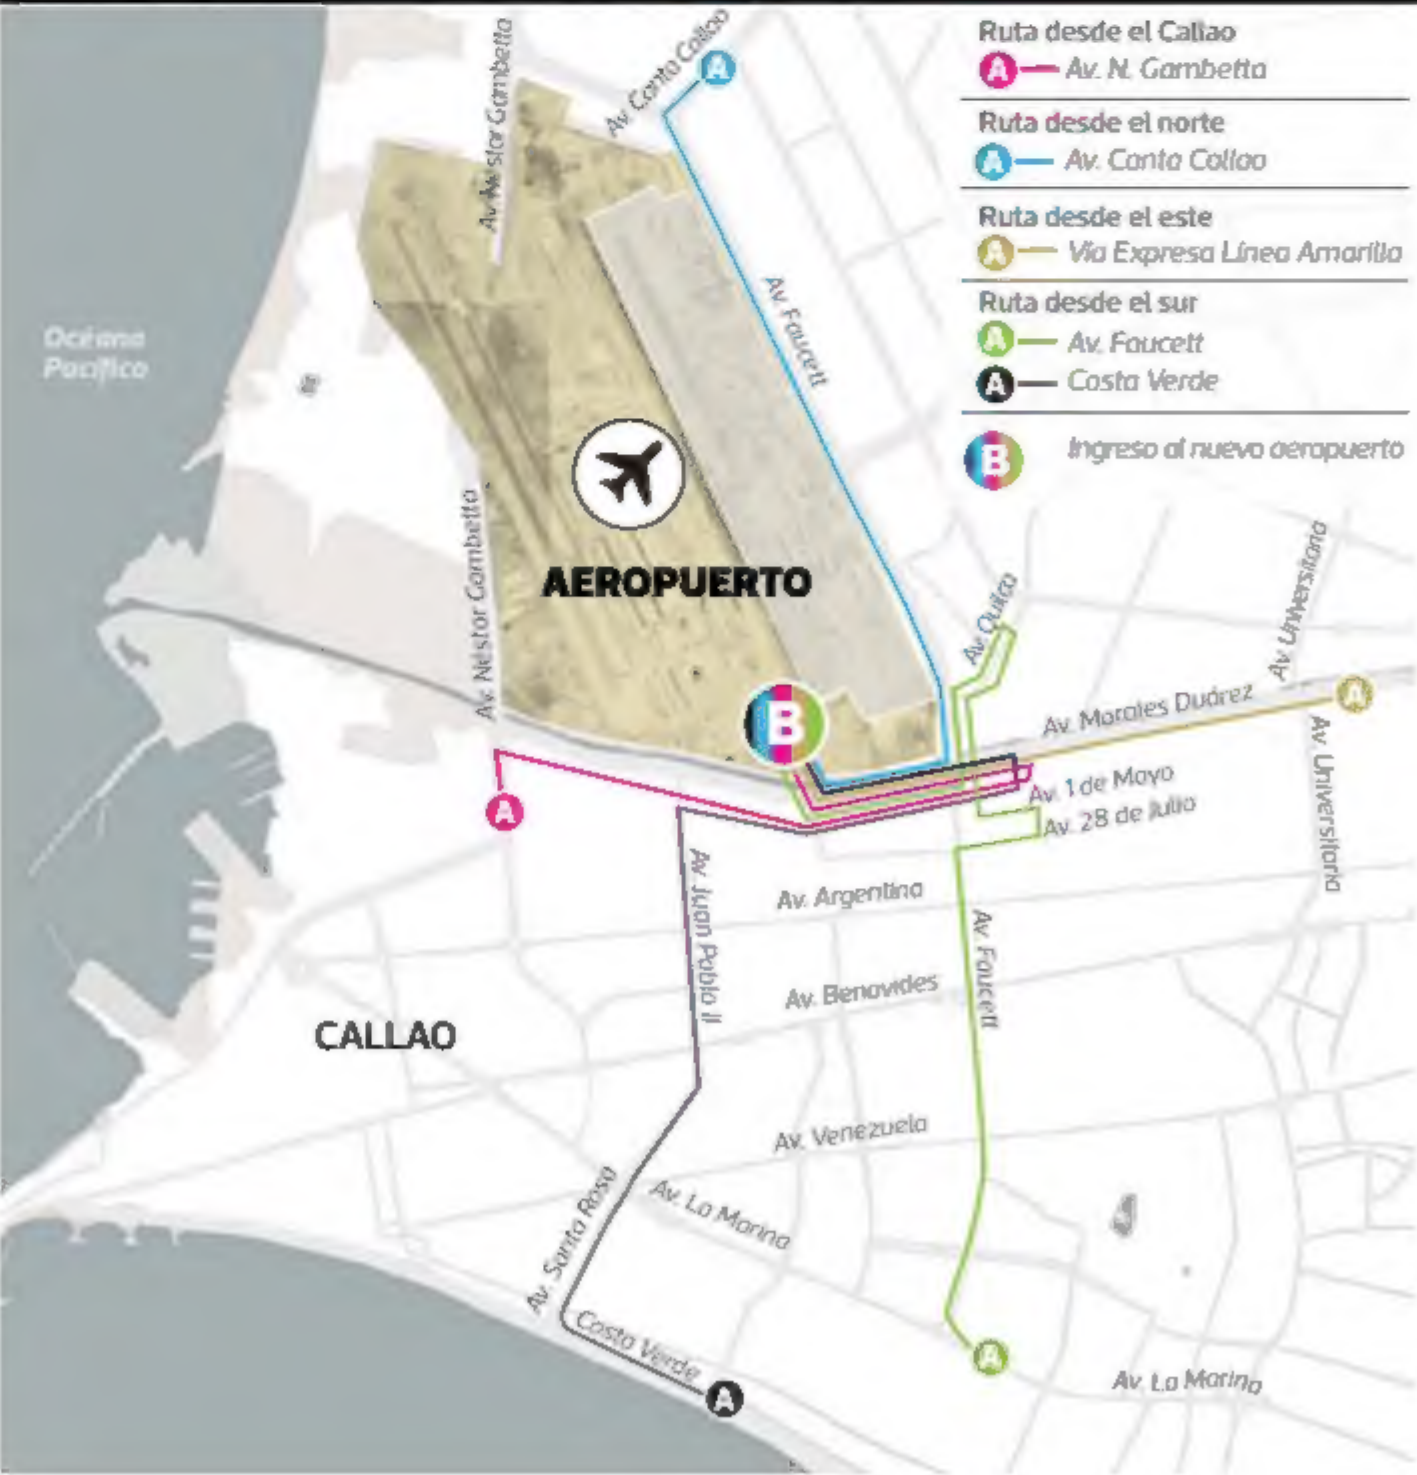 Ruta desde el Callao
A Av. N. Gambetta
Ruta desde el norte
A Av. Canta Callao
Ruta desde el este
A Vía Expresa Línea Amarilla
Ruta desde el sur
A Av. Faucett
A Costa Verde
B Ingreso al nuevo aeropuerto
Av. Néstor Gambetta
Av. Canta Callao
A
Av. Faucett
Océano
Pacífico
AEROPUERTO
Av. Néstor Gambetta
Av. Quilca
Av. Universitaria
B
Av. Morales Duárez
A
Av. Universitaria
A
Av. 1 de Mayo
Av. 28 de Julio
Av. Juan Pablo II
Av. Argentina
Av. Faucett
Av. Benavides
CALLAO
Av. Venezuela
Av. Santa Rosa
Av. La Marina
Costa Verde
A
A
Av. La Marina